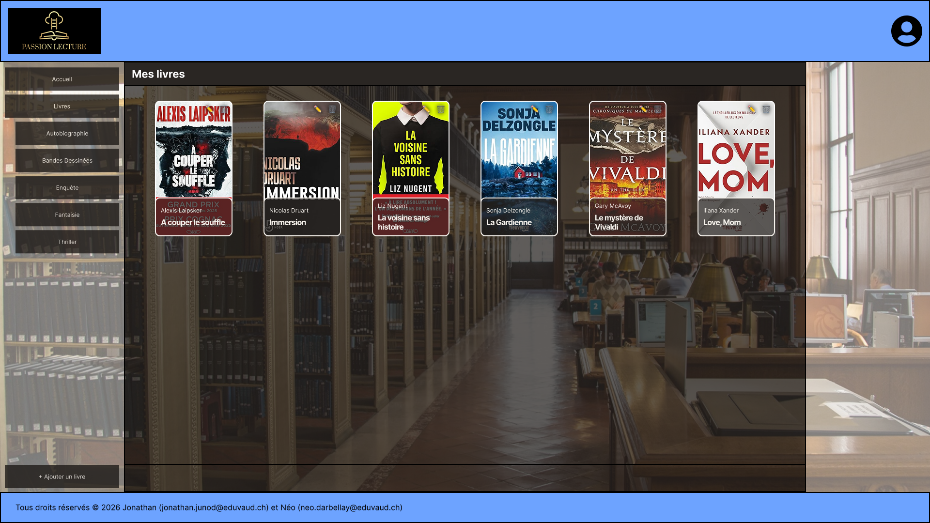 PASSION LECTURE
Accueil
Livres
Autobiographie
Bandes Dessinées
Enquête
Fantaisie
Thriller
+ Ajouter un livre
Mes livres
ALEXIS LAIPSKER
À
COUPER
LE
SOUFFLE
GRAND PRIX
Alexis Laipsker
A couper le souffle
NICOLAS
DRUART
IMMERSION
Nicolas Druart
Immersion
LA
VOISINE
SANS
HISTOIRE
LIZ NUGENT
Liz Nugent
La voisine sans
histoire
SONJA
DELZONGLE
LA GARDIENNE
Sonja Delzongle
La Gardienne
LE
MYSTÈRE
DE
VIVALDI
MCAVOY
Gary McAvoy
Le mystère de
Vivaldi
ILIANA XANDER
LOVE,
MOM
Iliana Xander
Love, Mom
Tous droits réservés © 2026 Jonathan (jonathan.junod@eduvaud.ch) et Néo (neo.darbellay@eduvaud.ch)